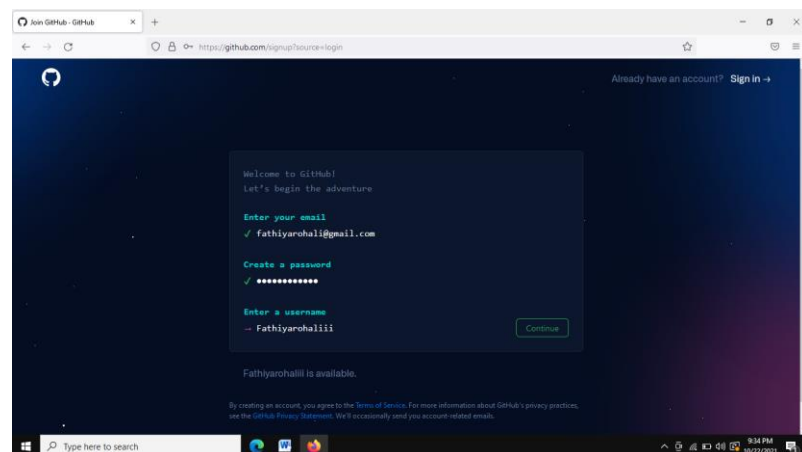 Join GitHub · GitHub
https://github.com/signup?source=login
Already have an account? Sign in →
Welcome to GitHub!
Let's begin the adventure
Enter your email
✓ fathiyarohali@gmail.com
Create a password
✓ ●●●●●●●●●●●●
Enter a username
→ Fathiyarohaliii
Continue
Fathiyarohaliii is available.
By creating an account, you agree to the Terms of Service. For more information about GitHub's privacy practices,
see the GitHub Privacy Statement. We'll occasionally send you account-related emails.
Type here to search
9:34 PM
10/22/2021